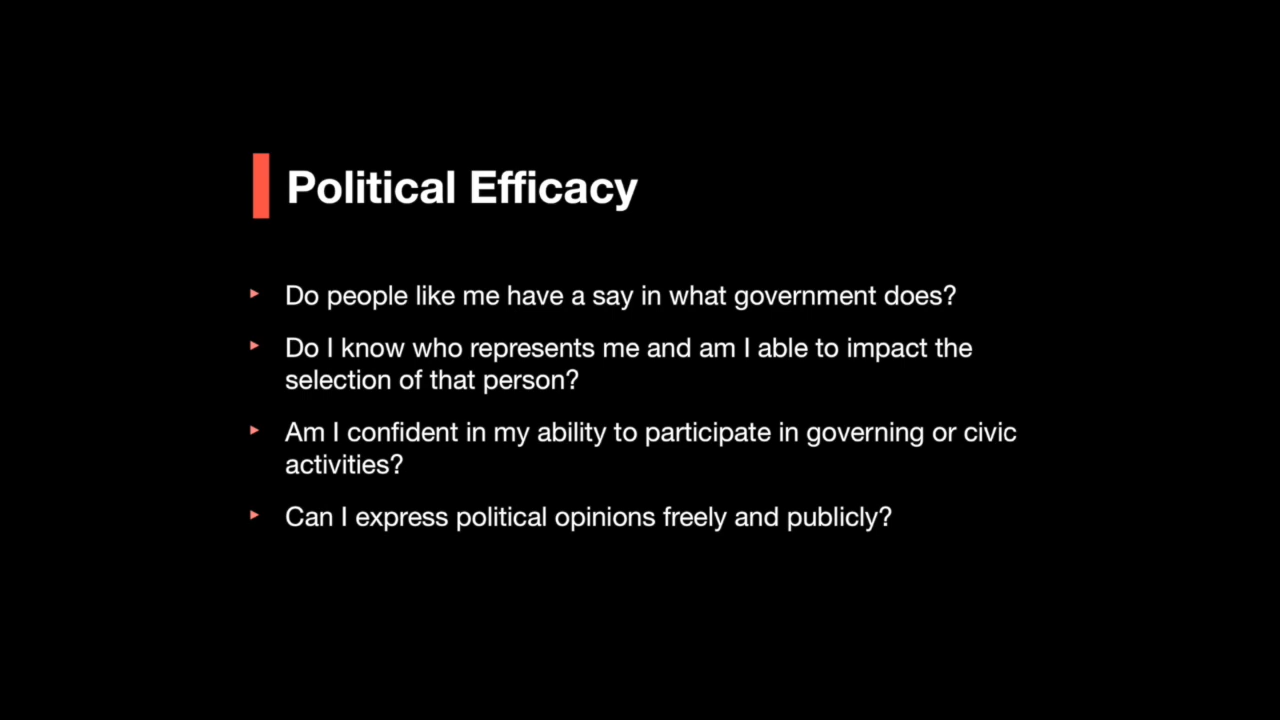 Political Efficacy
Do people like me have a say in what government does?
Do I know who represents me and am I able to impact the
selection of that person?
Am I confident in my ability to participate in governing or civic
activities?
Can I express political opinions freely and publicly?